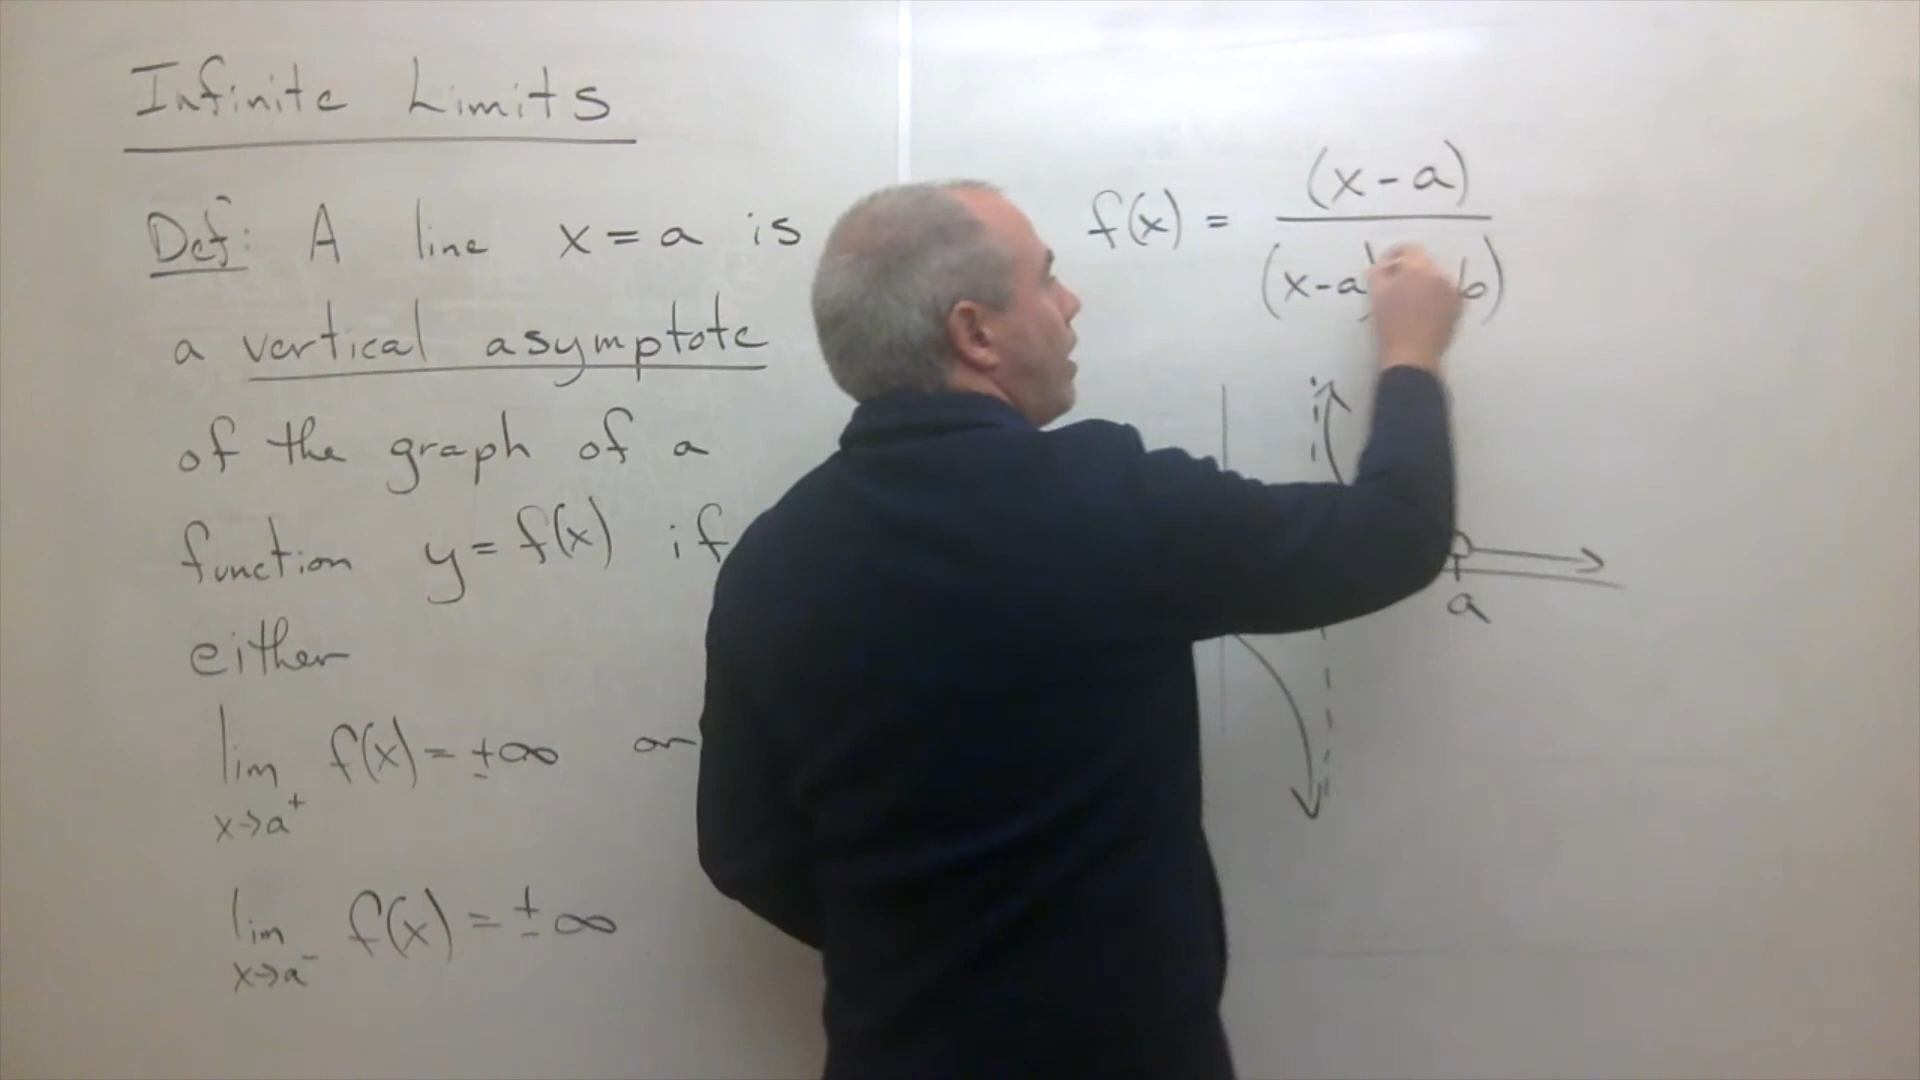 Infinite Limits
Def: A line x = a is
a vertical asymptote
of the graph of a
function y = f(x) if
either
lim f(x) = ±∞ or
x→a⁺
lim f(x) = ±∞
x→a⁻
f(x) =
(x-a)
(x-a) b)
a